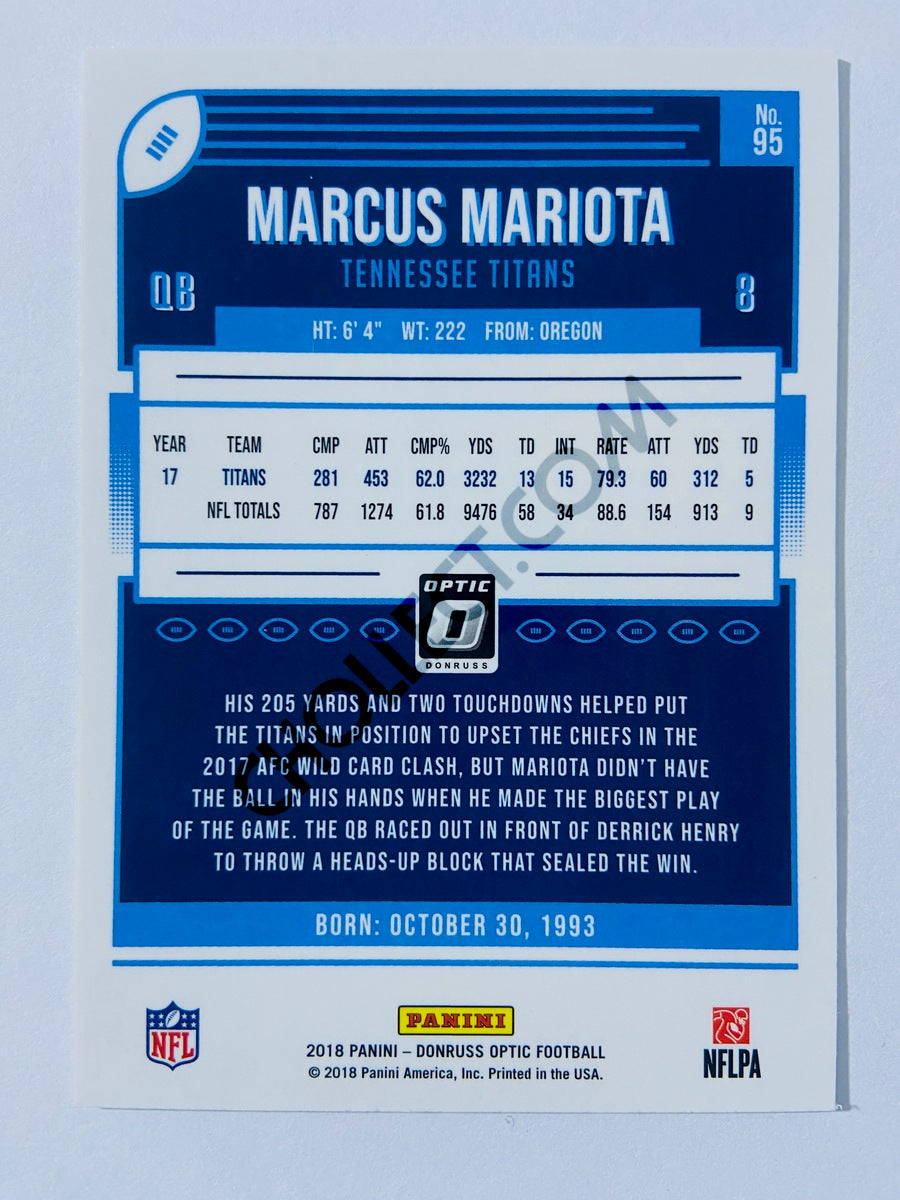 No.
95
MARCUS MARIOTA
TENNESSEE TITANS
QB
8
HT: 6' 4" WT: 222 FROM: OREGON
YEAR TEAM CMP ATT CMP% YDS TD INT RATE ATT YDS TD
17 TITANS 281 453 62.0 3232 13 15 79.3 60 312 5
NFL TOTALS 787 1274 61.8 9476 58 34 88.6 154 913 9
OPTIC
DONRUSS
HIS 205 YARDS AND TWO TOUCHDOWNS HELPED PUT
THE TITANS IN POSITION TO UPSET THE CHIEFS IN THE
2017 AFC WILD CARD CLASH, BUT MARIOTA DIDN'T HAVE
THE BALL IN HIS HANDS WHEN HE MADE THE BIGGEST PLAY
OF THE GAME. THE QB RACED OUT IN FRONT OF DERRICK HENRY
TO THROW A HEADS-UP BLOCK THAT SEALED THE WIN.
BORN: OCTOBER 30, 1993
NFL
PANINI
2018 PANINI – DONRUSS OPTIC FOOTBALL
© 2018 Panini America, Inc. Printed in the USA.
NFLPA
CHOLLECT.COM